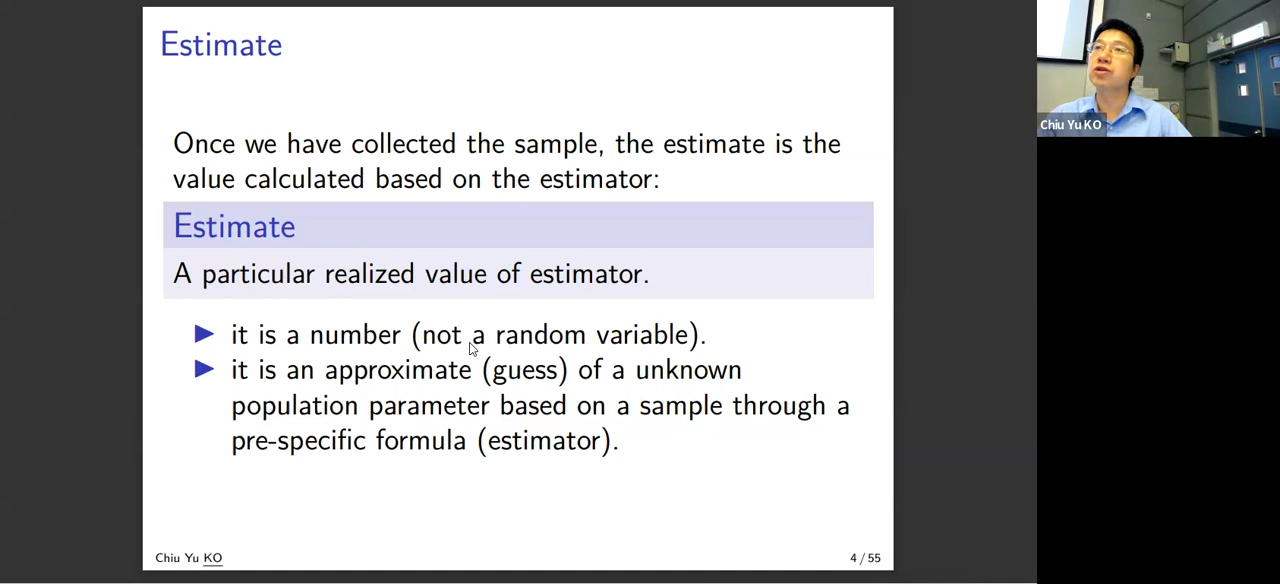 Estimate
Once we have collected the sample, the estimate is the
value calculated based on the estimator:
Estimate
A particular realized value of estimator.
it is a number (not a random variable).
it is an approximate (guess) of a unknown
population parameter based on a sample through a
pre-specific formula (estimator).
Chiu Yu KO
4 / 55
Chiu Yu KO